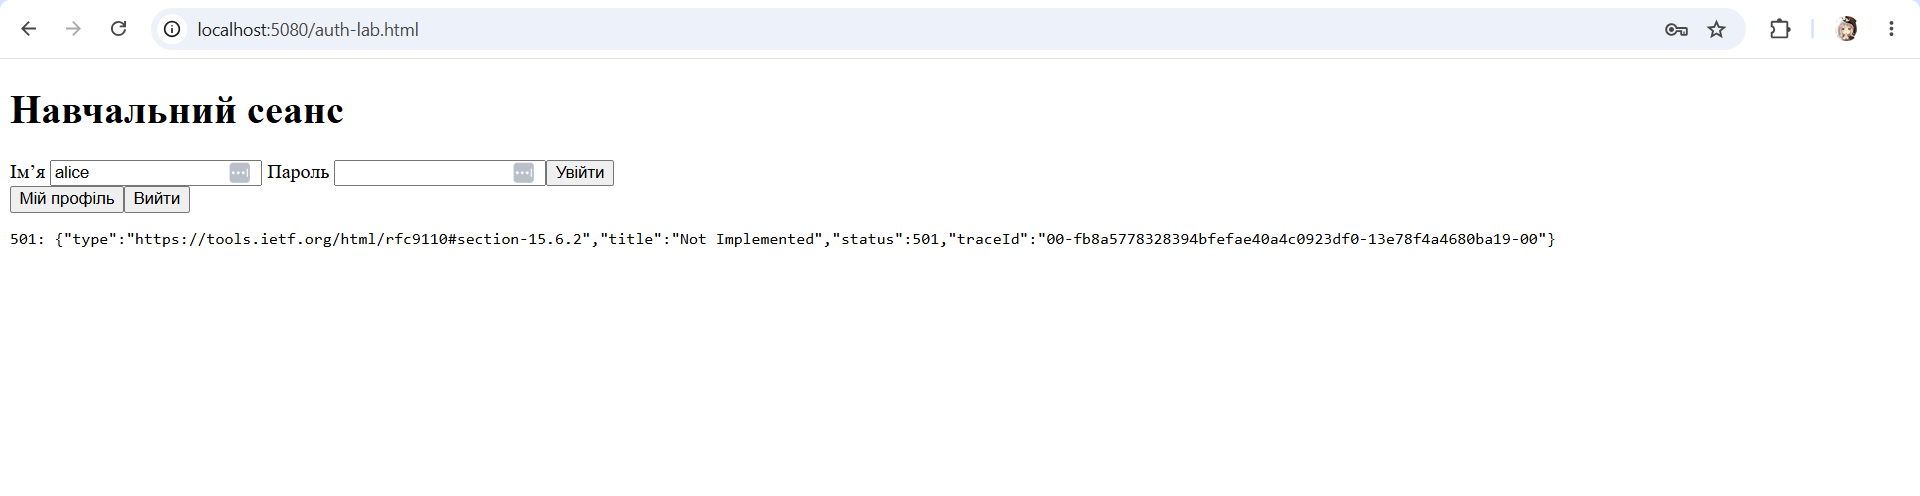 localhost:5080/auth-lab.html
Навчальний сеанс
Ім’я alice Пароль Увійти
Мій профіль Вийти
501: {"type":"https://tools.ietf.org/html/rfc9110#section-15.6.2","title":"Not Implemented","status":501,"traceId":"00-fb8a5778328394bfefae40a4c0923df0-13e78f4a4680ba19-00"}